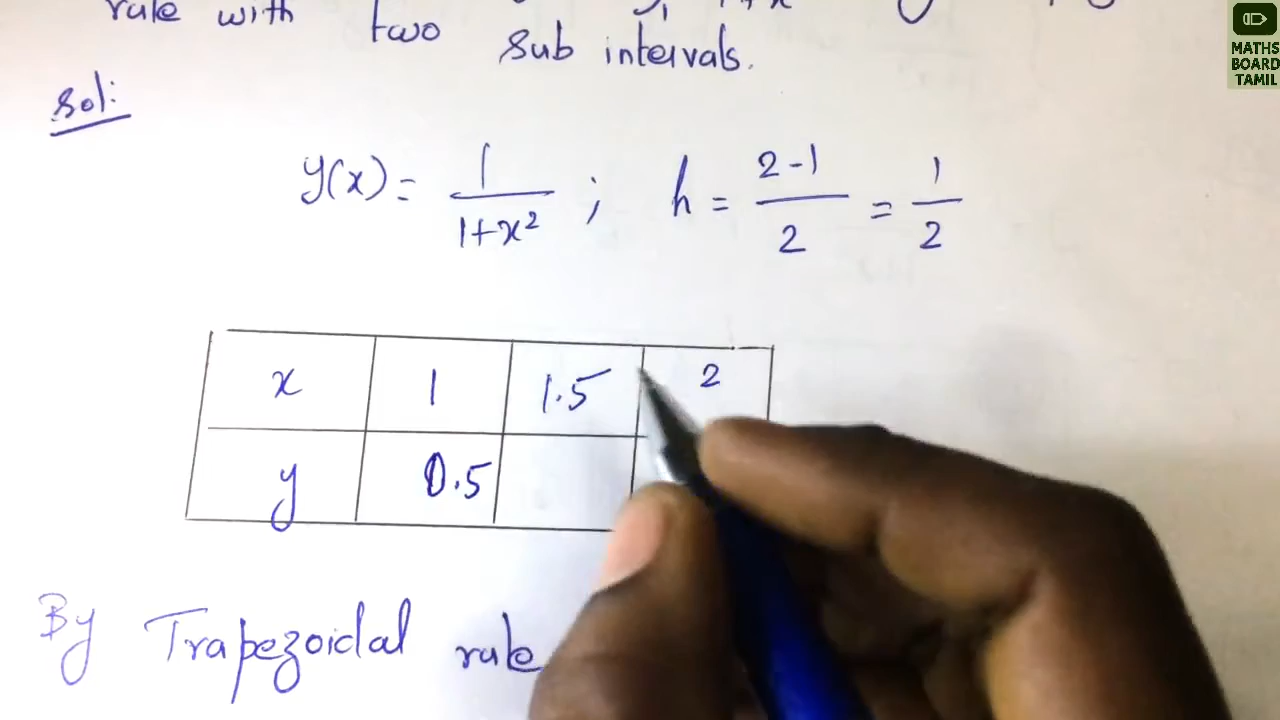 rule with two sub intervals.
MATHS
BOARD
TAMIL
Sol:
y(x) = 1/(1+x²) ; h = (2-1)/2 = 1/2
x 1 1.5 2
y 0.5
By Trapezoidal rule